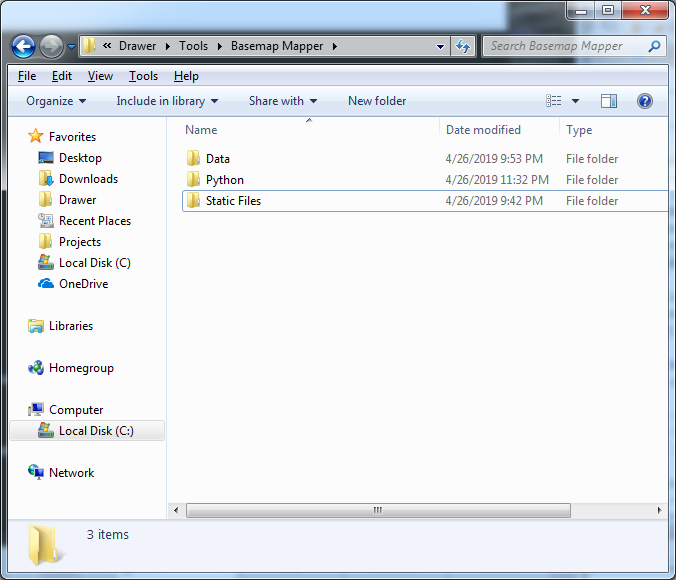 « Drawer Tools Basemap Mapper Search Basemap Mapper
File Edit View Tools Help
Organize Include in library Share with New folder
Name Date modified Type
Data 4/26/2019 9:53 PM File folder
Python 4/26/2019 11:32 PM File folder
Static Files 4/26/2019 9:42 PM File folder
Favorites
Desktop
Downloads
Drawer
Recent Places
Projects
Local Disk (C)
OneDrive
Libraries
Homegroup
Computer
Local Disk (C:)
Network
3 items